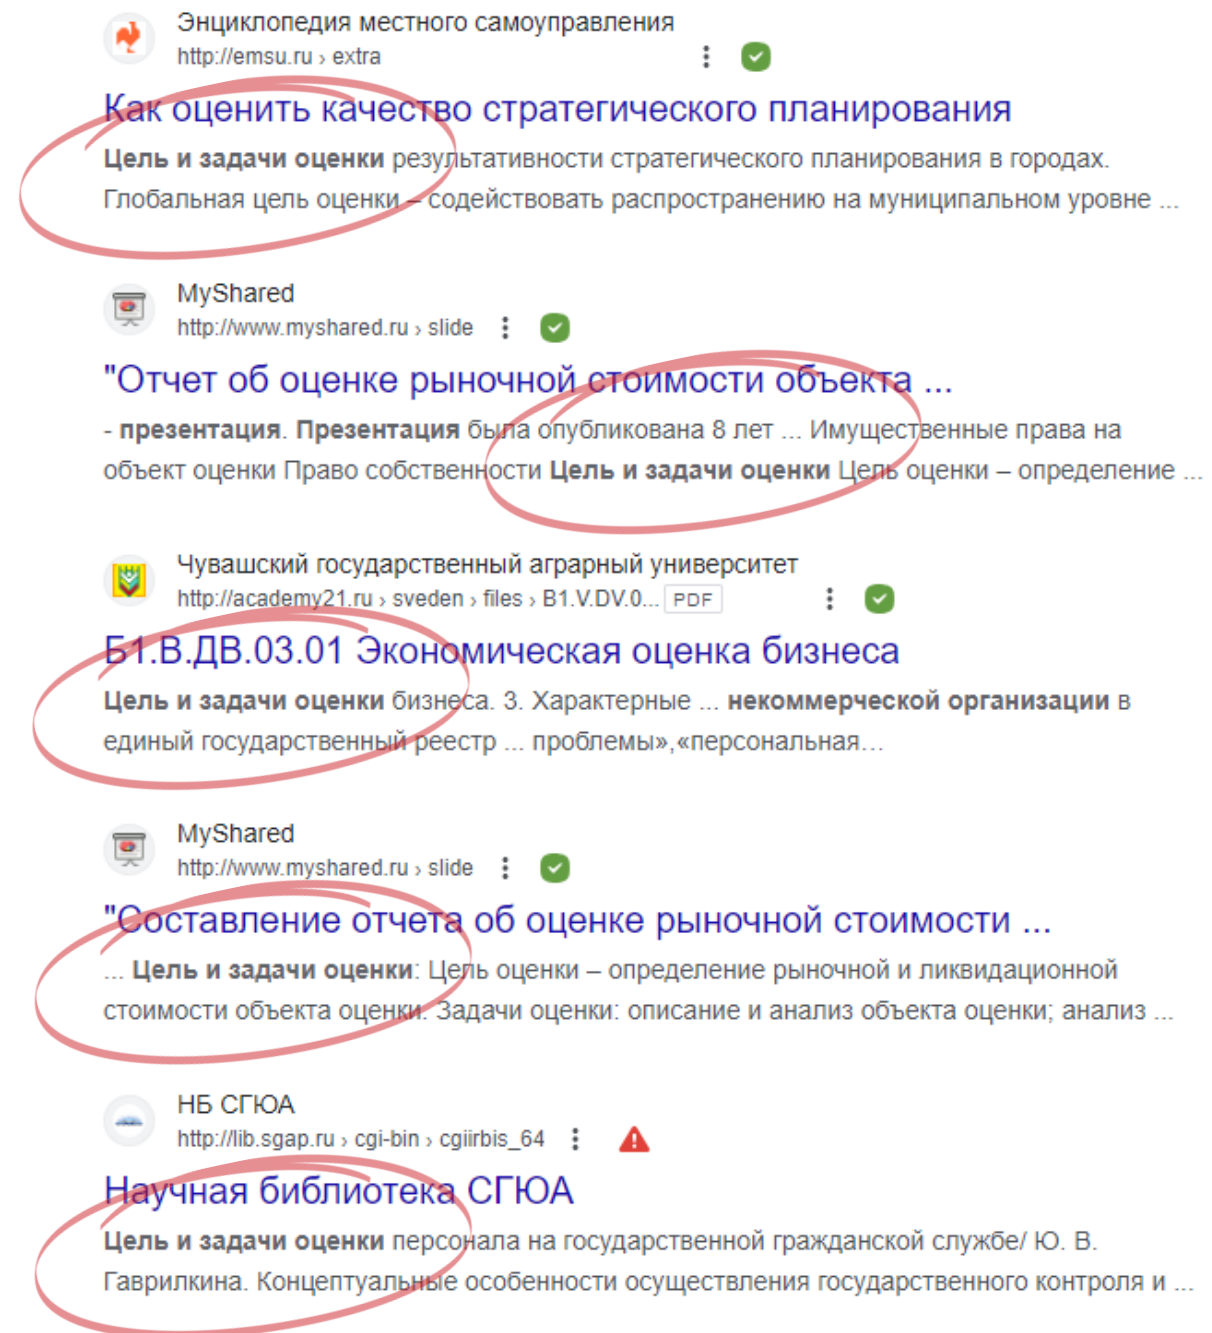 Энциклопедия местного самоуправления
http://emsu.ru › extra
Как оценить качество стратегического планирования
Цель и задачи оценки результативности стратегического планирования в городах.
Глобальная цель оценки – содействовать распространению на муниципальном уровне ...
MyShared
http://www.myshared.ru › slide
"Отчет об оценке рыночной стоимости объекта ...
- презентация. Презентация была опубликована 8 лет ... Имущественные права на
объект оценки Право собственности Цель и задачи оценки Цель оценки – определение ...
Чувашский государственный аграрный университет
http://academy21.ru › sveden › files › B1.V.DV.0... PDF
Б1.В.ДВ.03.01 Экономическая оценка бизнеса
Цель и задачи оценки бизнеса. 3. Характерные ... некоммерческой организации в
единый государственный реестр ... проблемы»,«персональная…
MyShared
http://www.myshared.ru › slide
"Составление отчета об оценке рыночной стоимости ...
... Цель и задачи оценки: Цель оценки – определение рыночной и ликвидационной
стоимости объекта оценки. Задачи оценки: описание и анализ объекта оценки; анализ ...
НБ СГЮА
http://lib.sgap.ru › cgi-bin › cgiirbis_64
Научная библиотека СГЮА
Цель и задачи оценки персонала на государственной гражданской службе/ Ю. В.
Гаврилкина. Концептуальные особенности осуществления государственного контроля и ...